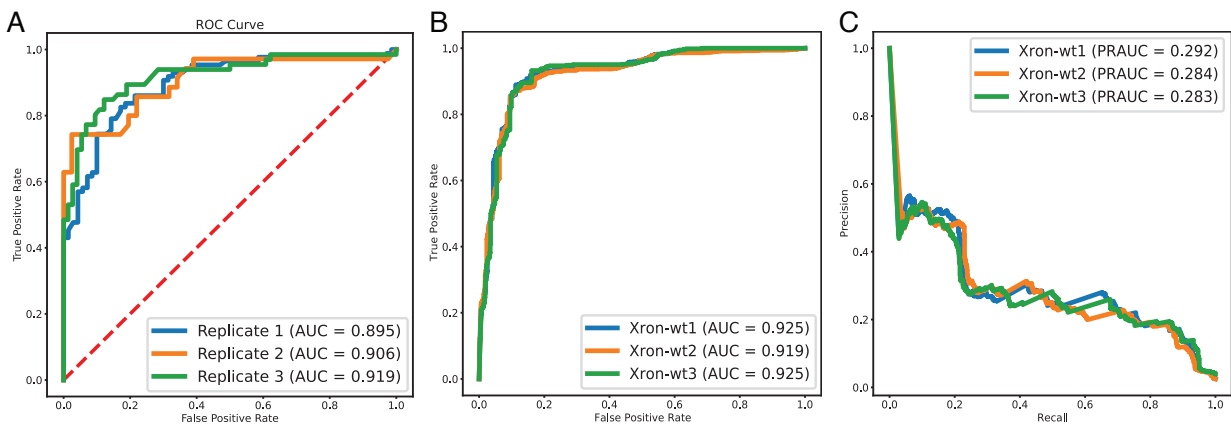 A
ROC Curve
1.0
0.8
0.6
0.4
0.2
0.0
True Positive Rate
0.0
0.2
0.4
0.6
0.8
1.0
False Positive Rate
Replicate 1 (AUC = 0.895)
Replicate 2 (AUC = 0.906)
Replicate 3 (AUC = 0.919)
B
1.0
0.8
0.6
0.4
0.2
0.0
True Positive Rate
0.0
0.2
0.4
0.6
0.8
1.0
False Positive Rate
Xron-wt1 (AUC = 0.925)
Xron-wt2 (AUC = 0.919)
Xron-wt3 (AUC = 0.925)
C
Xron-wt1 (PRAUC = 0.292)
Xron-wt2 (PRAUC = 0.284)
Xron-wt3 (PRAUC = 0.283)
1.0
0.8
0.6
0.4
0.2
0.0
Precision
0.0
0.2
0.4
0.6
0.8
1.0
Recall